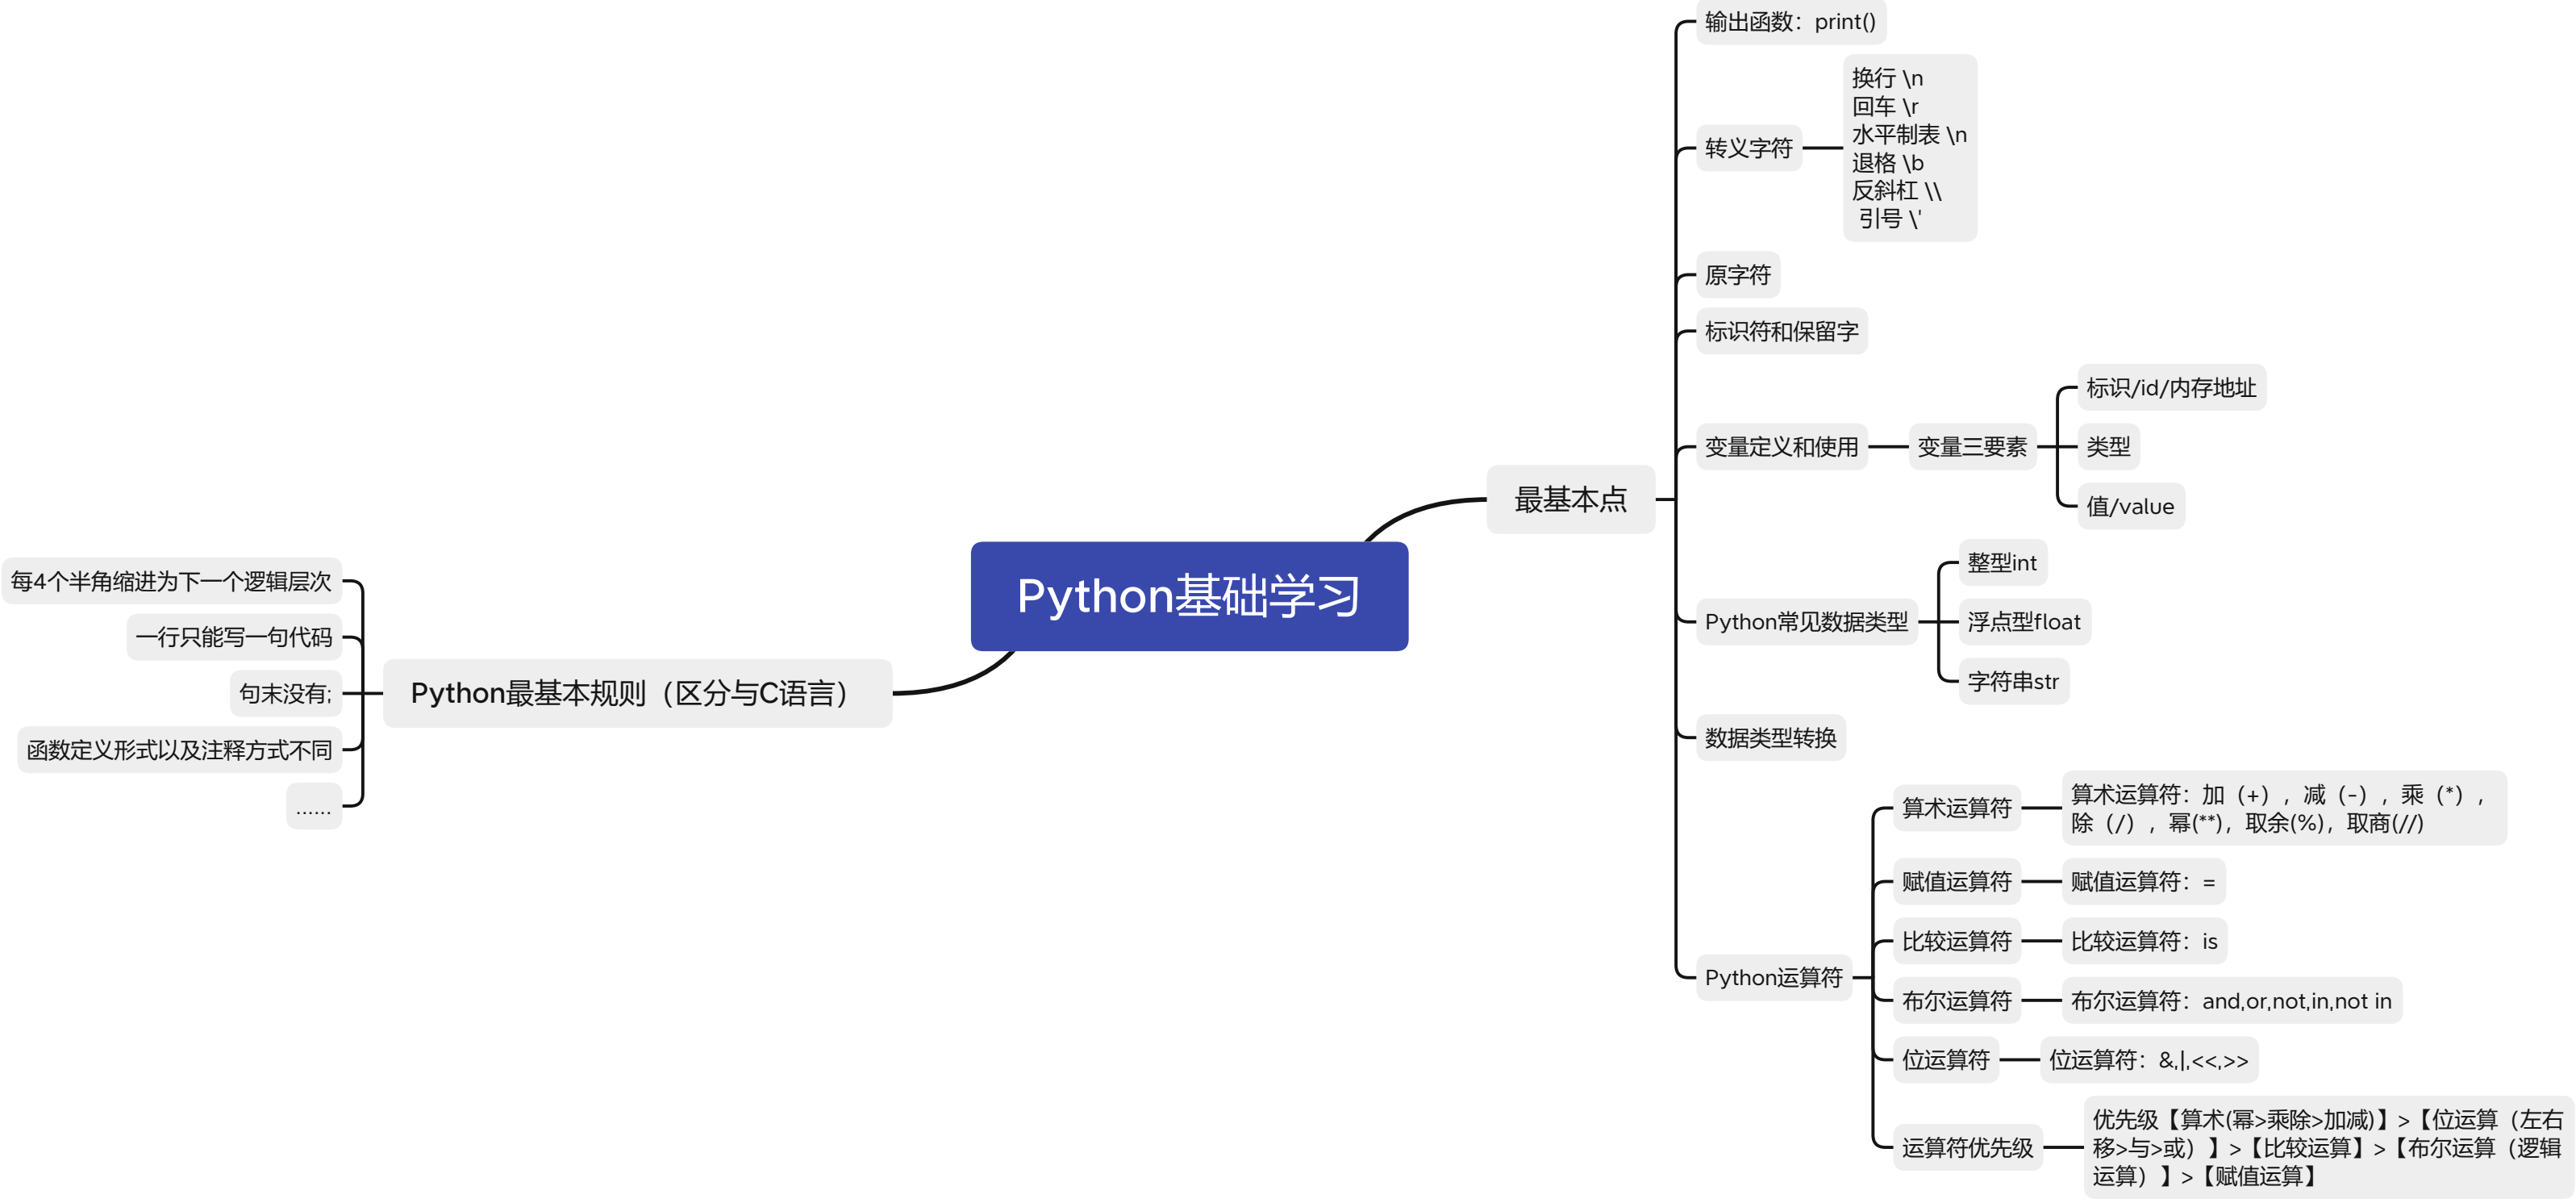 Python基础学习
最基本点
输出函数：print()
转义字符
换行 \n
回车 \r
水平制表 \n
退格 \b
反斜杠 \\
引号 \'
原字符
标识符和保留字
变量定义和使用
变量三要素
标识/id/内存地址
类型
值/value
Python常见数据类型
整型int
浮点型float
字符串str
数据类型转换
Python运算符
算术运算符
算术运算符：加（+），减（-），乘（*），
除（/），幂(**)，取余(%)，取商(//)
赋值运算符
赋值运算符：=
比较运算符
比较运算符：is
布尔运算符
布尔运算符：and,or,not,in,not in
位运算符
位运算符：&,|,<<,>>
运算符优先级
优先级【算术(幂>乘除>加减)】>【位运算（左右
移>与>或）】>【比较运算】>【布尔运算（逻辑
运算）】>【赋值运算】
Python最基本规则（区分与C语言）
每4个半角缩进为下一个逻辑层次
一行只能写一句代码
句末没有;
函数定义形式以及注释方式不同
......